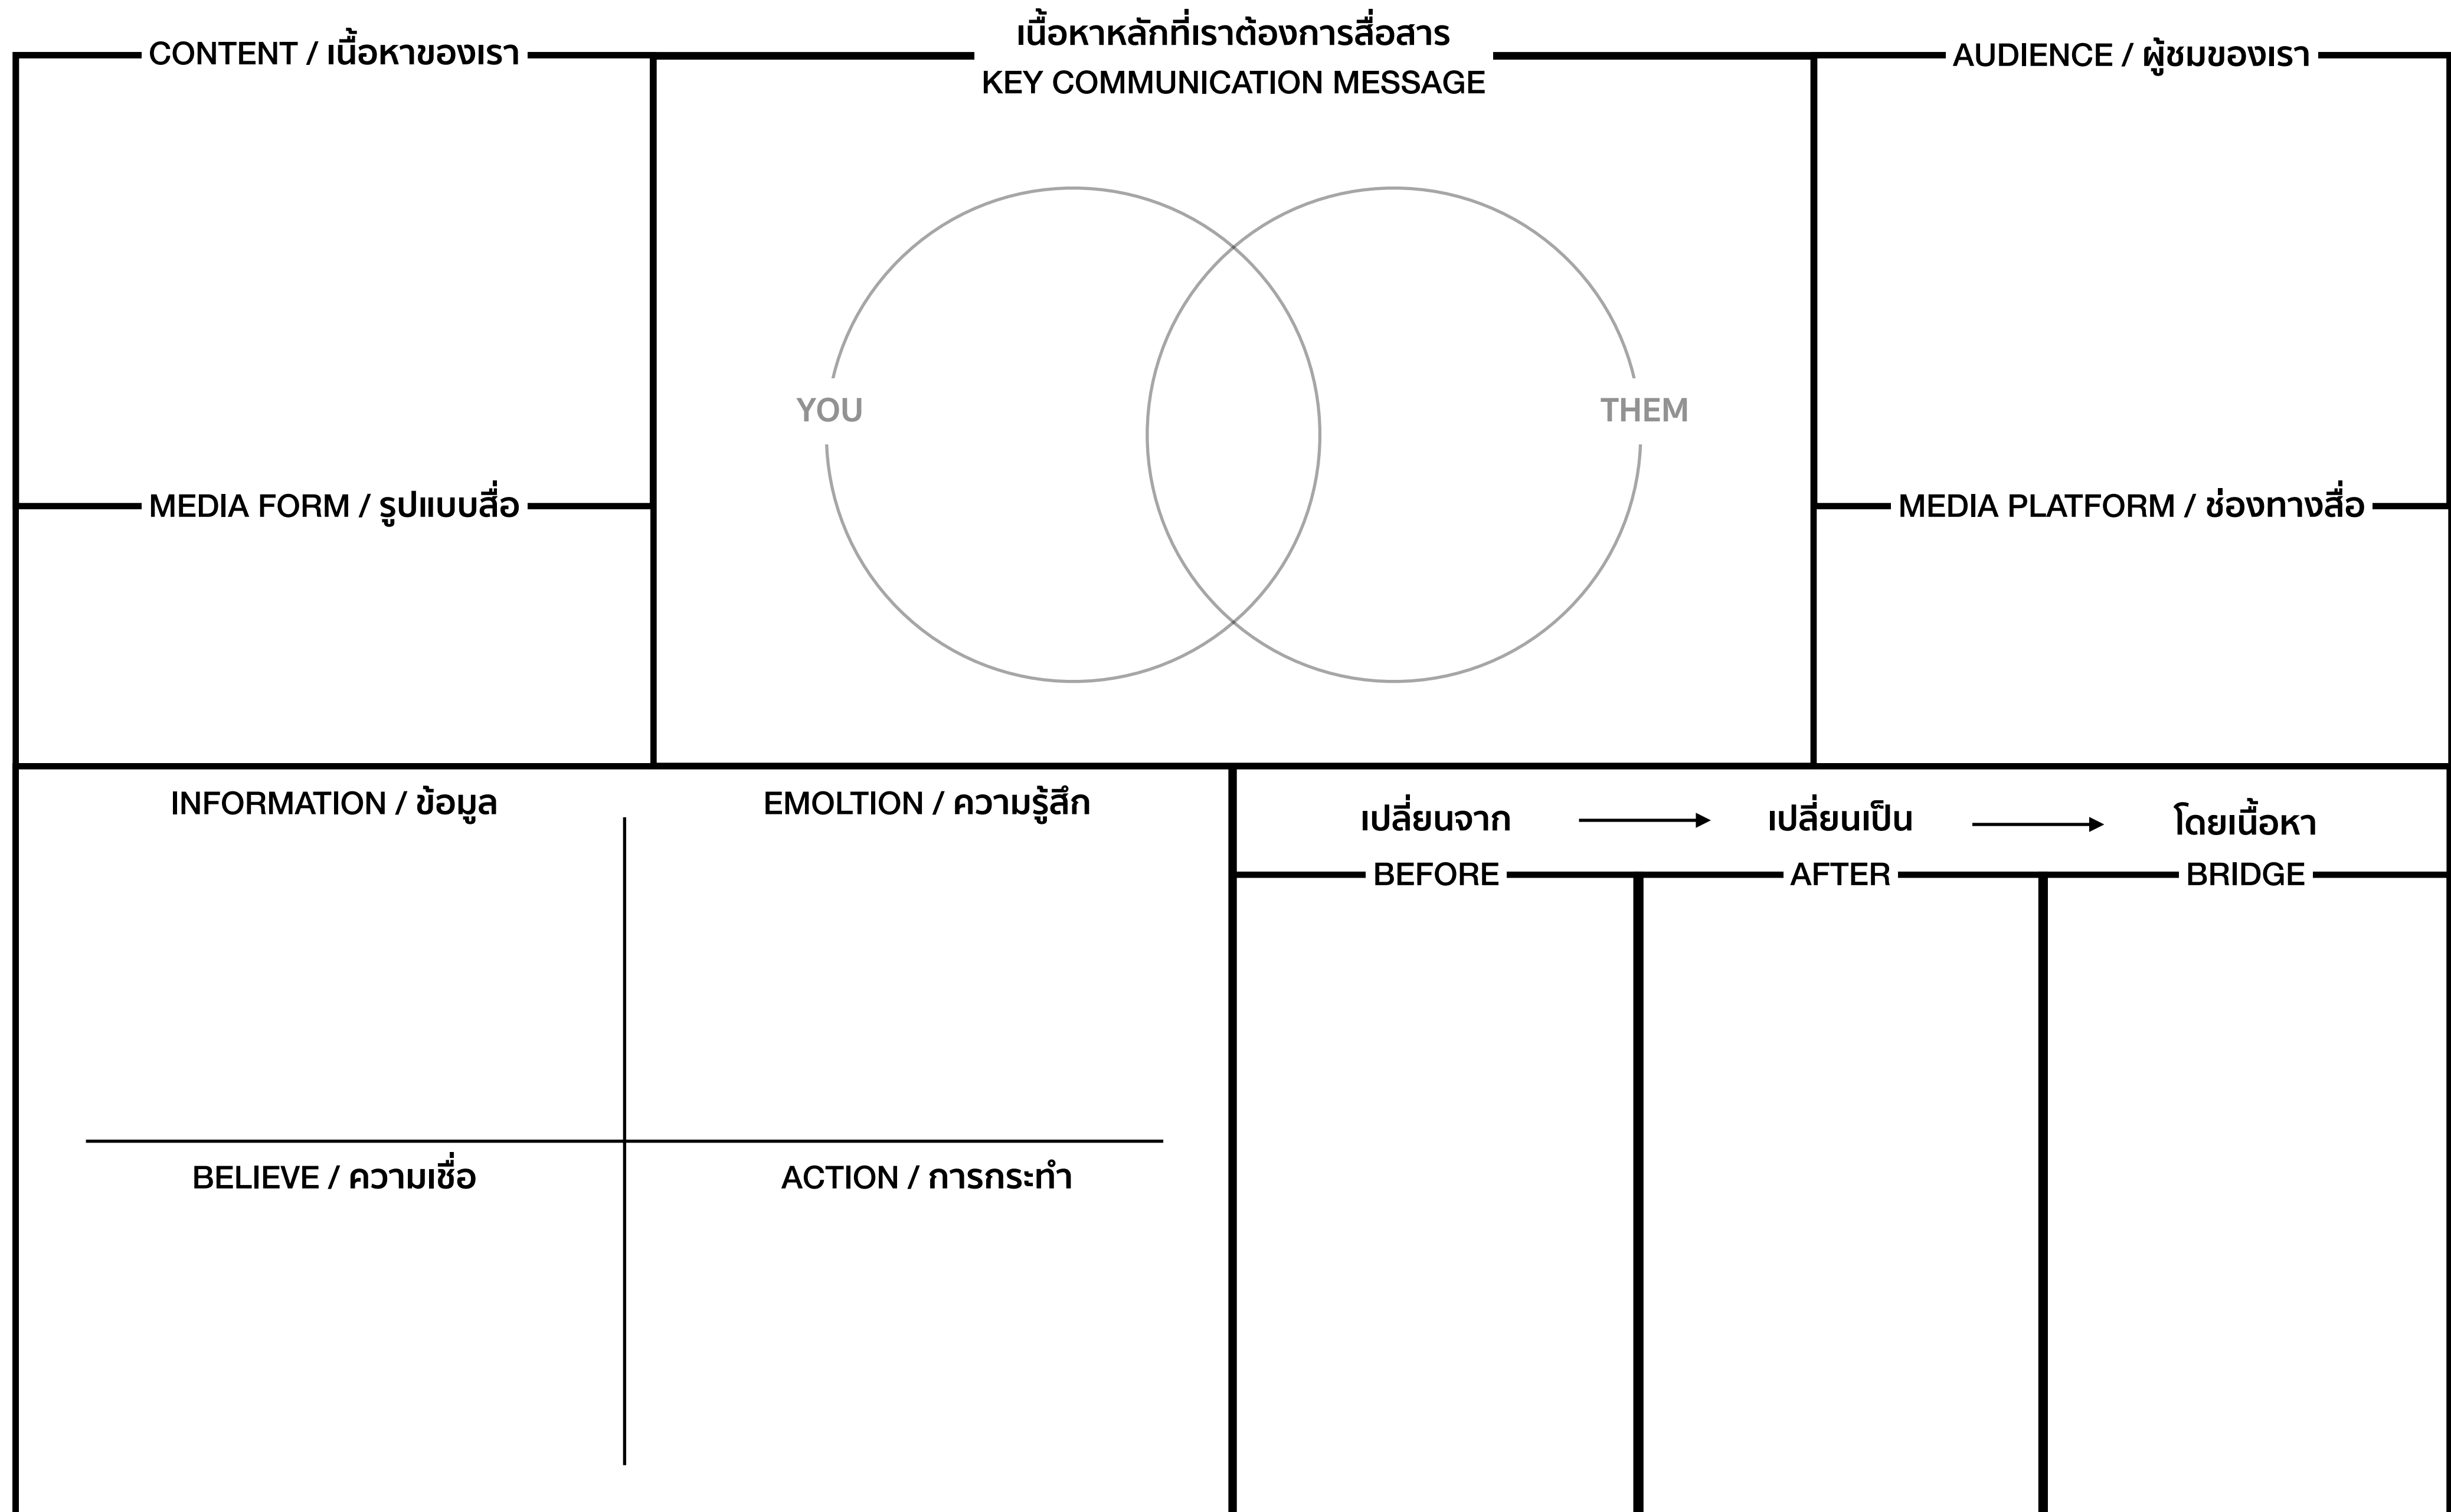 CONTENT / เนื้อหาของเรา
เนื้อหาหลักที่เราต้องการสื่อสาร
KEY COMMUNICATION MESSAGE
AUDIENCE / ผู้ชมของเรา
YOU
THEM
MEDIA FORM / รูปแบบสื่อ
MEDIA PLATFORM / ช่องทางสื่อ
INFORMATION / ข้อมูล
EMOLTION / ความรู้สึก
BELIEVE / ความเชื่อ
ACTION / การกระทำ
เปลี่ยนจาก
เปลี่ยนเป็น
โดยเนื้อหา
BEFORE
AFTER
BRIDGE